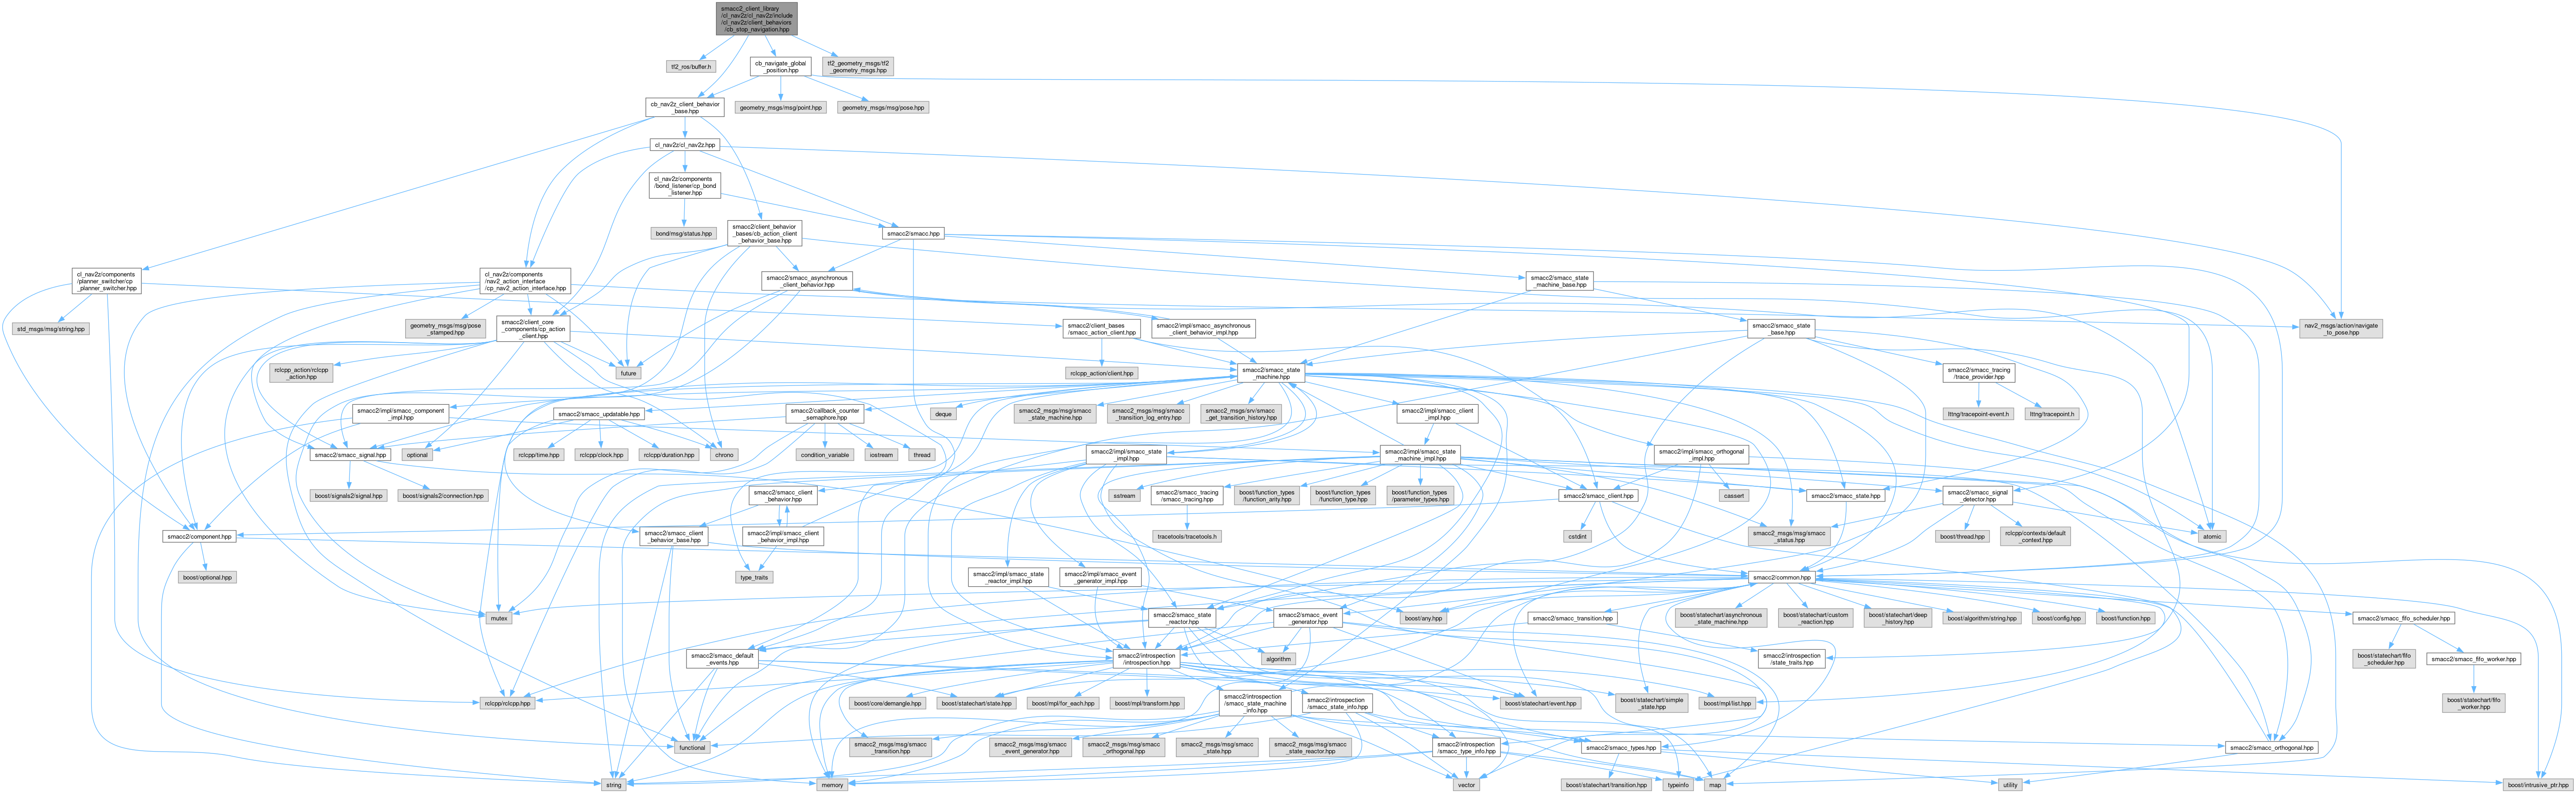 smacc2_client_library
/cl_nav2z/cl_nav2z/include
/cl_nav2z/client_behaviors
/cb_stop_navigation.hpp
tf2_ros/buffer.h
cb_navigate_global
_position.hpp
tf2_geometry_msgs/tf2
_geometry_msgs.hpp
cb_nav2z_client_behavior
_base.hpp
geometry_msgs/msg/point.hpp
geometry_msgs/msg/pose.hpp
cl_nav2z/cl_nav2z.hpp
cl_nav2z/components
/bond_listener/cp_bond
_listener.hpp
bond/msg/status.hpp
smacc2/client_behavior
_bases/cb_action_client
_behavior_base.hpp
smacc2/smacc.hpp
cl_nav2z/components
/planner_switcher/cp
_planner_switcher.hpp
cl_nav2z/components
/nav2_action_interface
/cp_nav2_action_interface.hpp
smacc2/smacc_asynchronous
_client_behavior.hpp
smacc2/smacc_state
_machine_base.hpp
std_msgs/msg/string.hpp
geometry_msgs/msg/pose
_stamped.hpp
smacc2/client_core
_components/cp_action
_client.hpp
smacc2/client_bases
/smacc_action_client.hpp
smacc2/impl/smacc_asynchronous
_client_behavior_impl.hpp
smacc2/smacc_state
_base.hpp
nav2_msgs/action/navigate
_to_pose.hpp
rclcpp_action/rclcpp
_action.hpp
future
rclcpp_action/client.hpp
smacc2/smacc_state
_machine.hpp
smacc2/smacc_tracing
/trace_provider.hpp
smacc2/impl/smacc_component
_impl.hpp
smacc2/smacc_updatable.hpp
smacc2/callback_counter
_semaphore.hpp
deque
smacc2_msgs/msg/smacc
_state_machine.hpp
smacc2_msgs/msg/smacc
_transition_log_entry.hpp
smacc2_msgs/srv/smacc
_get_transition_history.hpp
smacc2/impl/smacc_client
_impl.hpp
lttng/tracepoint-event.h
lttng/tracepoint.h
smacc2/smacc_signal.hpp
optional
rclcpp/time.hpp
rclcpp/clock.hpp
rclcpp/duration.hpp
chrono
condition_variable
iostream
thread
smacc2/impl/smacc_state
_impl.hpp
smacc2/impl/smacc_state
_machine_impl.hpp
smacc2/impl/smacc_orthogonal
_impl.hpp
boost/signals2/signal.hpp
boost/signals2/connection.hpp
smacc2/smacc_client
_behavior.hpp
sstream
smacc2/smacc_tracing
/smacc_tracing.hpp
boost/function_types
/function_arity.hpp
boost/function_types
/function_type.hpp
boost/function_types
/parameter_types.hpp
smacc2/smacc_client.hpp
cassert
smacc2/smacc_state.hpp
smacc2/smacc_signal
_detector.hpp
smacc2/component.hpp
smacc2/smacc_client
_behavior_base.hpp
smacc2/impl/smacc_client
_behavior_impl.hpp
tracetools/tracetools.h
cstdint
smacc2_msgs/msg/smacc
_status.hpp
boost/thread.hpp
rclcpp/contexts/default
_context.hpp
atomic
boost/optional.hpp
type_traits
smacc2/impl/smacc_state
_reactor_impl.hpp
smacc2/impl/smacc_event
_generator_impl.hpp
smacc2/common.hpp
mutex
smacc2/smacc_state
_reactor.hpp
smacc2/smacc_event
_generator.hpp
boost/any.hpp
smacc2/smacc_transition.hpp
boost/statechart/asynchronous
_state_machine.hpp
boost/statechart/custom
_reaction.hpp
boost/statechart/deep
_history.hpp
boost/algorithm/string.hpp
boost/config.hpp
boost/function.hpp
smacc2/smacc_fifo_scheduler.hpp
smacc2/smacc_default
_events.hpp
smacc2/introspection
/introspection.hpp
algorithm
smacc2/introspection
/state_traits.hpp
boost/statechart/fifo
_scheduler.hpp
smacc2/smacc_fifo_worker.hpp
rclcpp/rclcpp.hpp
boost/core/demangle.hpp
boost/statechart/state.hpp
boost/mpl/for_each.hpp
boost/mpl/transform.hpp
smacc2/introspection
/smacc_state_machine
_info.hpp
smacc2/introspection
/smacc_state_info.hpp
boost/statechart/event.hpp
boost/statechart/simple
_state.hpp
boost/mpl/list.hpp
boost/statechart/fifo
_worker.hpp
functional
smacc2_msgs/msg/smacc
_transition.hpp
smacc2_msgs/msg/smacc
_event_generator.hpp
smacc2_msgs/msg/smacc
_orthogonal.hpp
smacc2_msgs/msg/smacc
_state.hpp
smacc2_msgs/msg/smacc
_state_reactor.hpp
smacc2/introspection
/smacc_type_info.hpp
smacc2/smacc_types.hpp
smacc2/smacc_orthogonal.hpp
string
memory
vector
boost/statechart/transition.hpp
typeinfo
map
utility
boost/intrusive_ptr.hpp